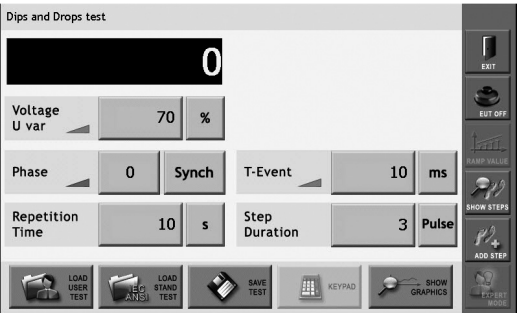 Dips and Drops test
0
Voltage
U var
70
%
Phase
0
Synch
T-Event
10
ms
Repetition
Time
10
s
Step
Duration
3
Pulse
LOAD
USER
TEST
IEC
ANSI
LOAD
STAND
TEST
SAVE
TEST
KEYPAD
SHOW
GRAPHICS
EXIT
EUT OFF
RAMP VALUE
SHOW STEPS
ADD STEP
EXPERT
MODE